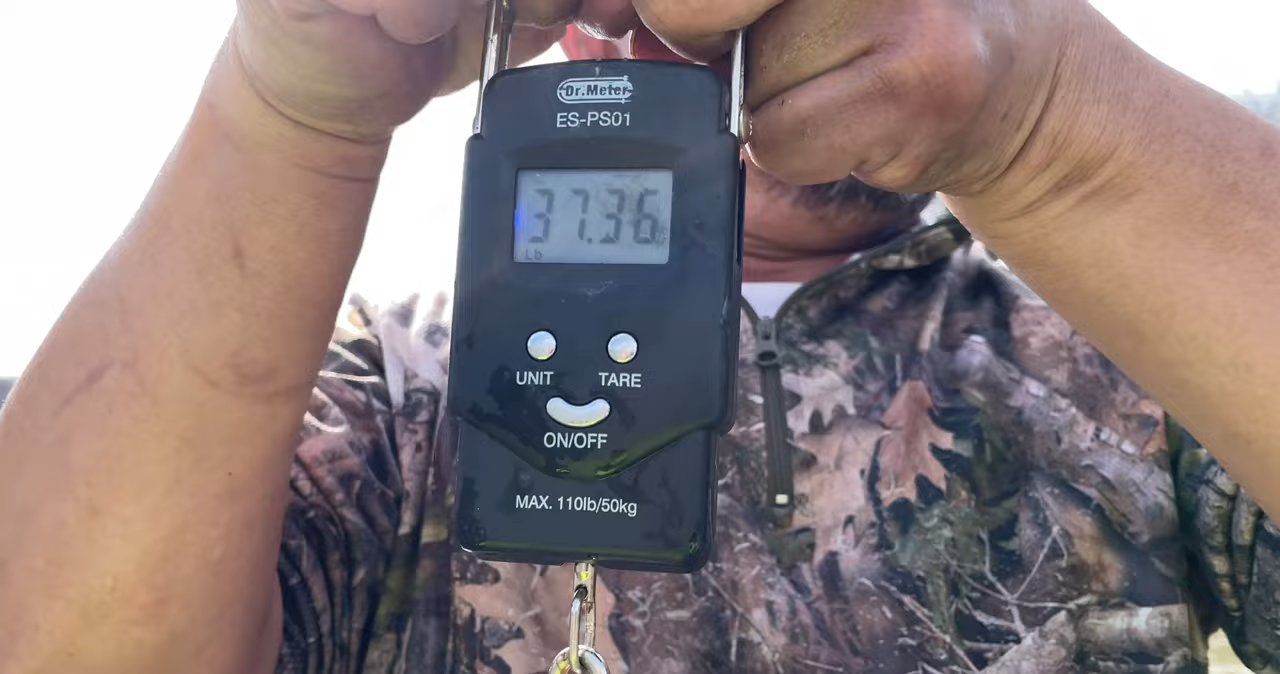 Dr.Meter
ES-PS01
37.36
Lb
UNIT TARE
ON/OFF
MAX. 110lb/50kg